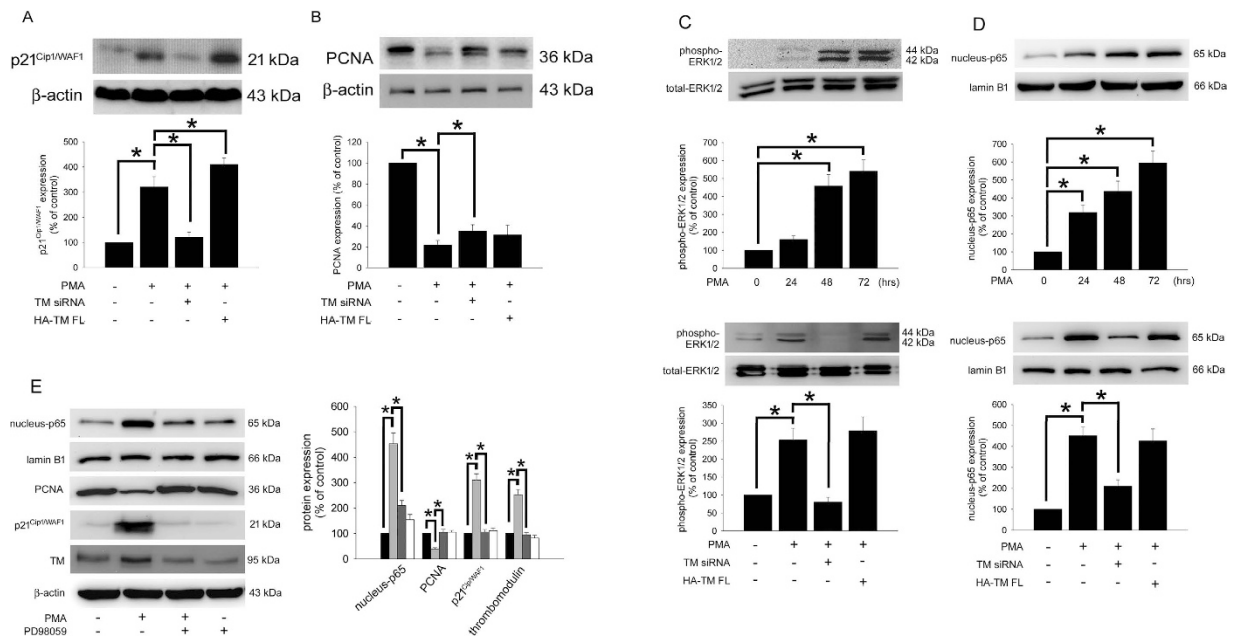 A
p21Cip1/WAF1 21 kDa
β-actin 43 kDa
p21Cip1/WAF1 expression
(% of control)
500
400
300
200
100
0
* * *
PMA - + + +
TM siRNA - - + -
HA-TM FL - - - +
B
PCNA 36 kDa
β-actin 43 kDa
PCNA expression (% of control)
120
100
80
60
40
20
0
* *
- + + +
- - + -
- - - +
C
phospho-
ERK1/2
44 kDa
42 kDa
total-ERK1/2
phospho-ERK1/2 expression
(% of control)
700
600
500
400
300
200
100
0
* *
PMA 0 24 48 72 (hrs)
phospho-
ERK1/2
44 kDa
42 kDa
total-ERK1/2
phospho-ERK1/2 expression
(% of control)
350
300
250
200
150
100
50
0
* *
PMA - + + +
TM siRNA - - + -
HA-TM FL - - - +
D
nucleus-p65 65 kDa
lamin B1 66 kDa
nucleus-p65 expression
(% of control)
700
600
500
400
300
200
100
0
* * *
PMA 0 24 48 72 (hrs)
nucleus-p65 65 kDa
lamin B1 66 kDa
nucleus-p65 expression
(% of control)
600
500
400
300
200
100
0
* *
PMA - + + +
TM siRNA - - + -
HA-TM FL - - - +
E
nucleus-p65 65 kDa
lamin B1 66 kDa
PCNA 36 kDa
p21Cip1/WAF1 21 kDa
TM 95 kDa
β-actin 43 kDa
PMA - + + -
PD98059 - - + +
protein expression
(% of control)
600
500
400
300
200
100
0
* * * * * * * *
nucleus-p65
PCNA
p21Cip/WAF1
thrombomodulin